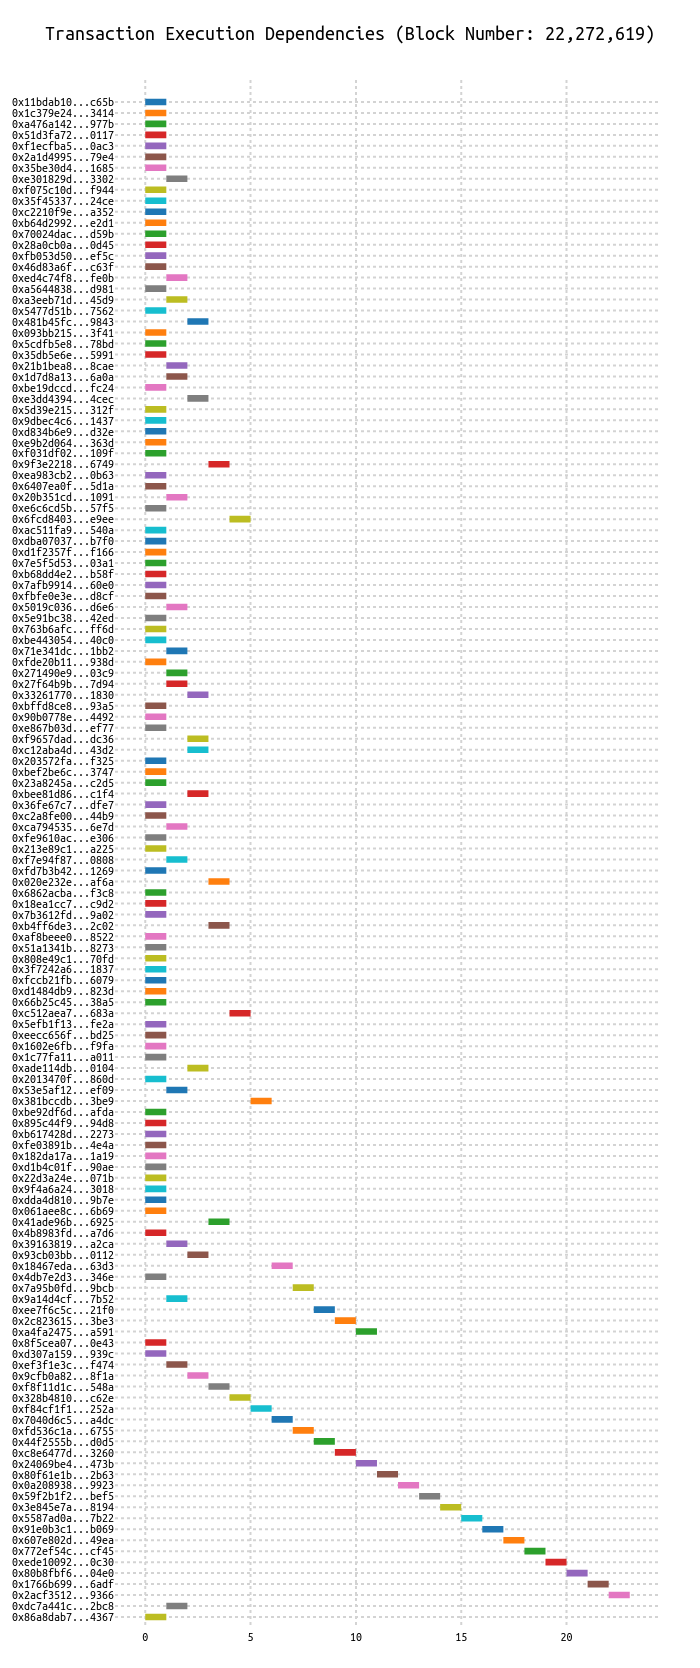 Transaction Execution Dependencies (Block Number: 22,272,619)
0x11bdab10...c65b
0x1c379e24...3414
0xa476a142...977b
0x51d3fa72...0117
0xf1ecfba5...0ac3
0x2a1d4995...79e4
0x35be30d4...1685
0xe301829d...3302
0xf075c10d...f944
0x35f45337...24ce
0xc2210f9e...a352
0xb64d2992...e2d1
0x70024dac...d59b
0x28a0cb0a...0d45
0xfb053d50...ef5c
0x46d83a6f...c63f
0xed4c74f8...fe0b
0xa5644838...d981
0xa3eeb71d...45d9
0x5477d51b...7562
0x481b45fc...9843
0x093bb215...3f41
0x5cdfb5e8...78bd
0x35db5e6e...5991
0x21b1bea8...8cae
0x1d7d8a13...6a0a
0xbe19dccd...fc24
0xe3dd4394...4cec
0x5d39e215...312f
0x9dbec4c6...1437
0xd834b6e9...d32e
0xe9b2d064...363d
0xf031df02...109f
0x9f3e2218...6749
0xea983cb2...0b63
0x6407ea0f...5d1a
0x20b351cd...1091
0xe6c6cd5b...57f5
0x6fcd8403...e9ee
0xac511fa9...540a
0xdba07037...b7f0
0xd1f2357f...f166
0x7e5f5d53...03a1
0xb68dd4e2...b58f
0x7afb9914...60e0
0xfbfe0e3e...d8cf
0x5019c036...d6e6
0x5e91bc38...42ed
0x763b6afc...ff6d
0xbe443054...40c0
0x71e341dc...1bb2
0xfde20b11...938d
0x271490e9...03c9
0x27f64b9b...7d94
0x33261770...1830
0xbffd8ce8...93a5
0x90b0778e...4492
0xe867b03d...ef77
0xf9657dad...dc36
0xc12aba4d...43d2
0x203572fa...f325
0xbef2be6c...3747
0x23a8245a...c2d5
0xbee81d86...c1f4
0x36fe67c7...dfe7
0xc2a8fe00...44b9
0xca794535...6e7d
0xfe9610ac...e306
0x213e89c1...a225
0xf7e94f87...0808
0xfd7b3b42...1269
0x020e232e...af6a
0x6862acba...f3c8
0x18ea1cc7...c9d2
0x7b3612fd...9a02
0xb4ff6de3...2c02
0xaf8beee0...8522
0x51a1341b...8273
0x808e49c1...70fd
0x3f7242a6...1837
0xfccb21fb...6079
0xd1484db9...823d
0x66b25c45...38a5
0xc512aea7...683a
0x5efb1f13...fe2a
0xeecc656f...bd25
0x1602e6fb...f9fa
0x1c77fa11...a011
0xade114db...0104
0x2013470f...860d
0x53e5af12...ef09
0x381bccdb...3be9
0xbe92df6d...afda
0x895c44f9...94d8
0xb617428d...2273
0xfe03891b...4e4a
0x182da17a...1a19
0xd1b4c01f...90ae
0x22d3a24e...071b
0x9f4a6a24...3018
0xdda4d810...9b7e
0x061aee8c...6b69
0x41ade96b...6925
0x4b8983fd...a7d6
0x39163819...a2ca
0x93cb03bb...0112
0x18467eda...63d3
0x4db7e2d3...346e
0x7a95b0fd...9bcb
0x9a14d4cf...7b52
0xee7f6c5c...21f0
0x2c823615...3be3
0xa4fa2475...a591
0x8f5cea07...0e43
0xd307a159...939c
0xef3f1e3c...f474
0x9cfb0a82...8f1a
0xf8f11d1c...548a
0x328b4810...c62e
0xf84cf1f1...252a
0x7040d6c5...a4dc
0xfd536c1a...6755
0x44f2555b...d0d5
0xc8e6477d...3260
0x24069be4...473b
0x80f61e1b...2b63
0x0a208938...9923
0x59f2b1f2...bef5
0x3e845e7a...8194
0x5587ad0a...7b22
0x91e0b3c1...b069
0x607e802d...49ea
0x772ef54c...cf45
0xede10092...0c30
0x80b8fbf6...04e0
0x1766b699...6adf
0x2acf3512...9366
0xdc7a441c...2bc8
0x86a8dab7...4367
0 5 10 15 20